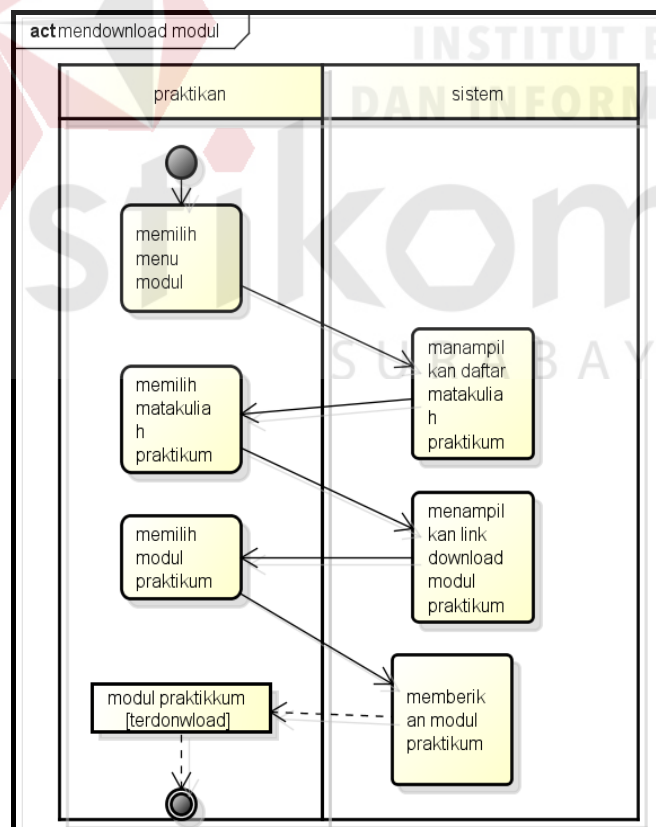 act mendownload modul
INSTITUT B
DAN INFORM
praktikan
sistem
stikom
SURABAY
memilih
menu
modul
manampil
kan daftar
matakulia
h
praktikum
memilih
matakulia
h
praktikum
menampil
kan link
download
modul
praktikum
memilih
modul
praktikum
memberik
an modul
praktikum
modul praktikkum
[terdonwload]